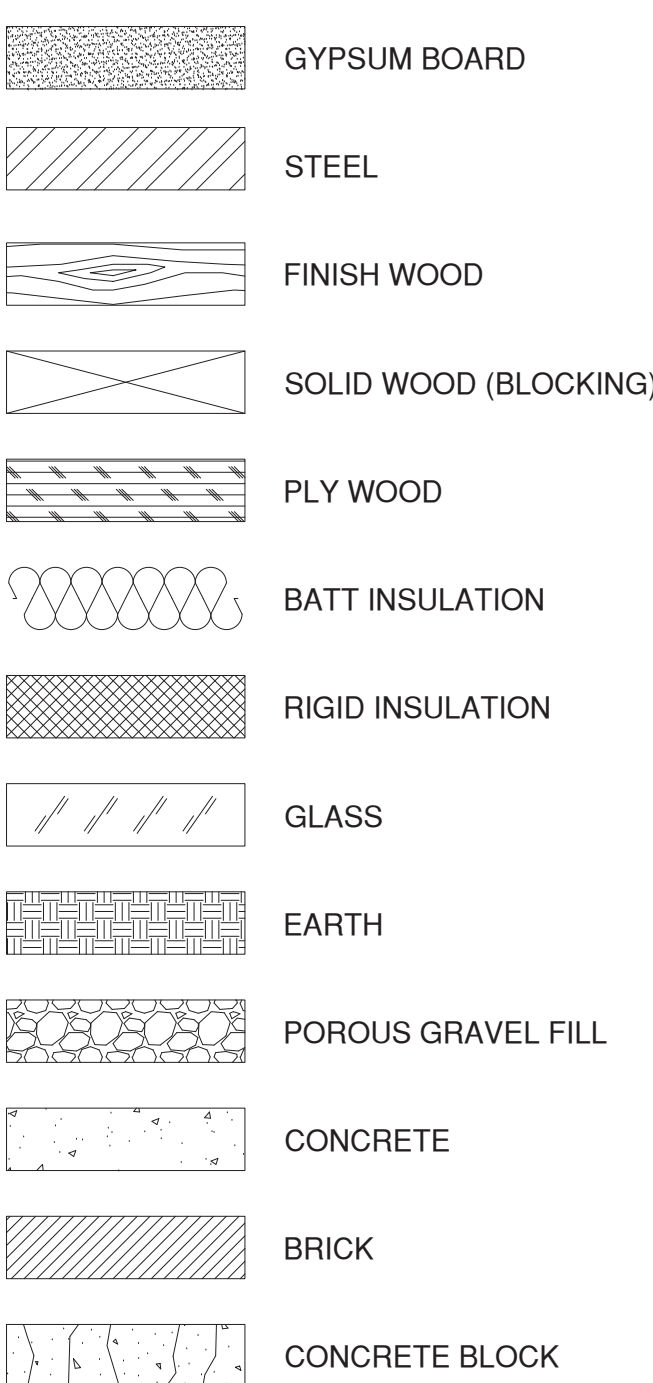 GYPSUM BOARD
STEEL
FINISH WOOD
SOLID WOOD (BLOCKING)
PLY WOOD
BATT INSULATION
RIGID INSULATION
GLASS
EARTH
POROUS GRAVEL FILL
CONCRETE
BRICK
CONCRETE BLOCK